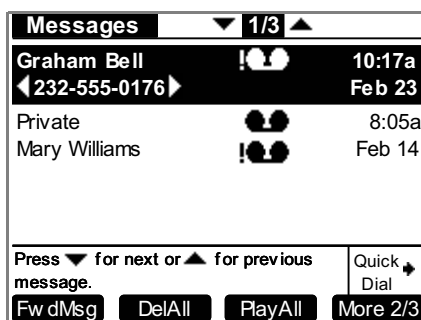 Messages 1/3
Graham Bell ! 10:17a
232-555-0176 Feb 23
Private 8:05a
Mary Williams ! Feb 14
Press for next or for previous
message.
Quick
Dial
FwdMsg DelAll PlayAll More 2/3